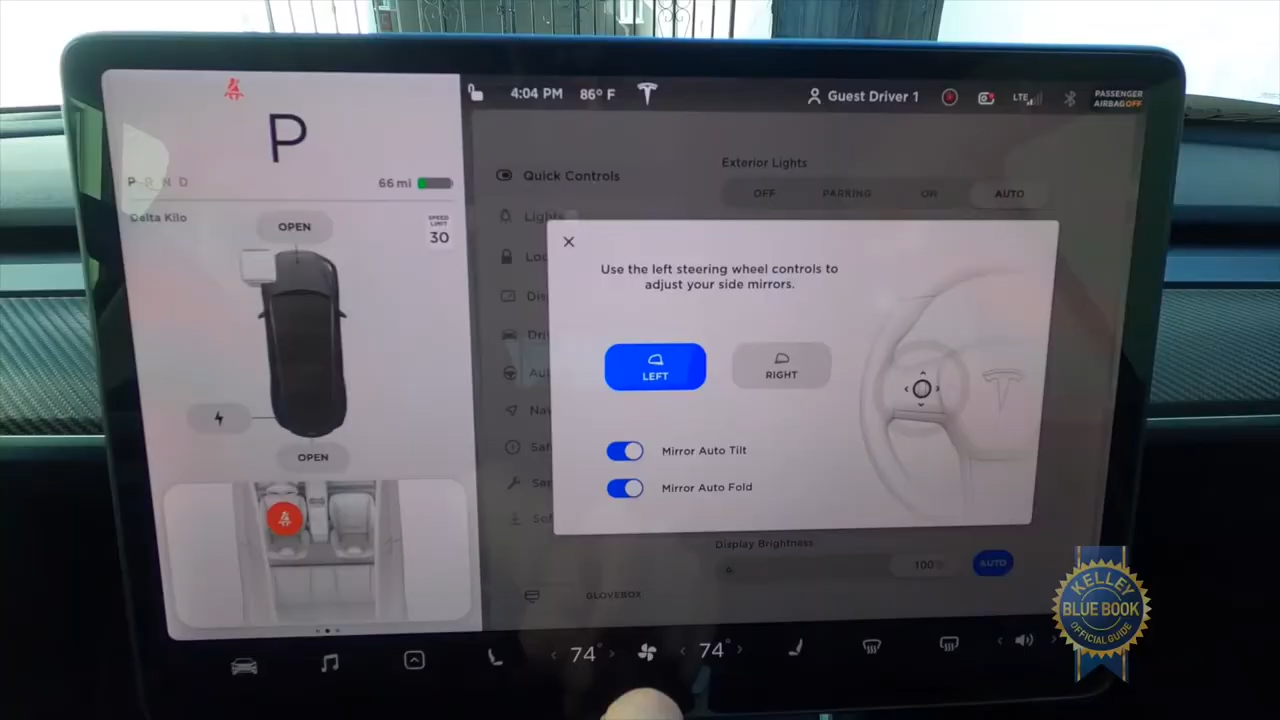 4:04 PM 86° F
Guest Driver 1
LTE
PASSENGER
AIRBAG OFF
P
P R N D
66 mi
Delta Kilo
SPEED
LIMIT
30
OPEN
OPEN
Quick Controls
Lights
Exterior Lights
OFF PARKING ON AUTO
Use the left steering wheel controls to
adjust your side mirrors.
LEFT
RIGHT
Mirror Auto Tilt
Mirror Auto Fold
Display Brightness
100%
AUTO
GLOVEBOX
74°
74°
KELLEY
BLUE BOOK
OFFICIAL GUIDE